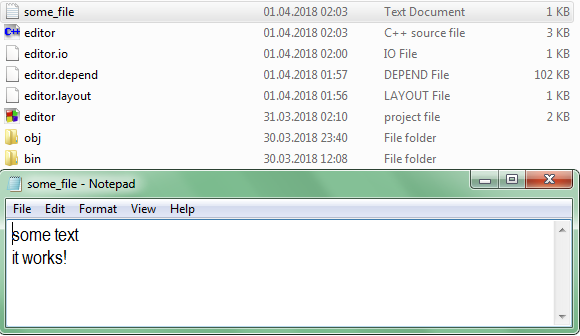 some_file 01.04.2018 02:03 Text Document 1 KB
C++ editor 01.04.2018 02:03 C++ source file 3 KB
editor.io 01.04.2018 02:00 IO File 1 KB
editor.depend 01.04.2018 01:57 DEPEND File 102 KB
editor.layout 01.04.2018 01:56 LAYOUT File 1 KB
editor 31.03.2018 02:10 project file 2 KB
obj 30.03.2018 23:40 File folder
bin 30.03.2018 12:08 File folder
some_file - Notepad
File Edit Format View Help
some text
it works!